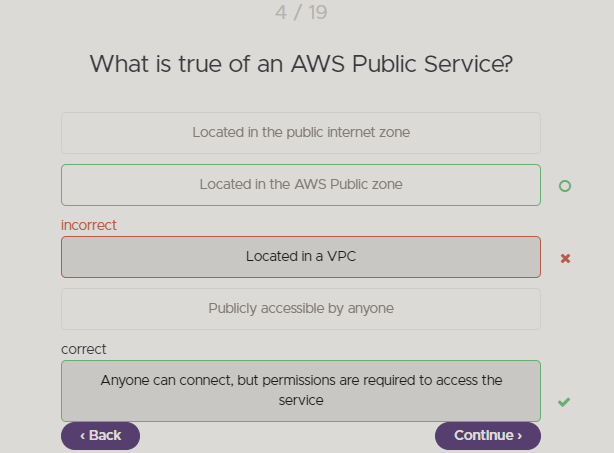 4 / 19
What is true of an AWS Public Service?
Located in the public internet zone
Located in the AWS Public zone
incorrect
Located in a VPC
Publicly accessible by anyone
correct
Anyone can connect, but permissions are required to access the
service
‹ Back
Continue ›